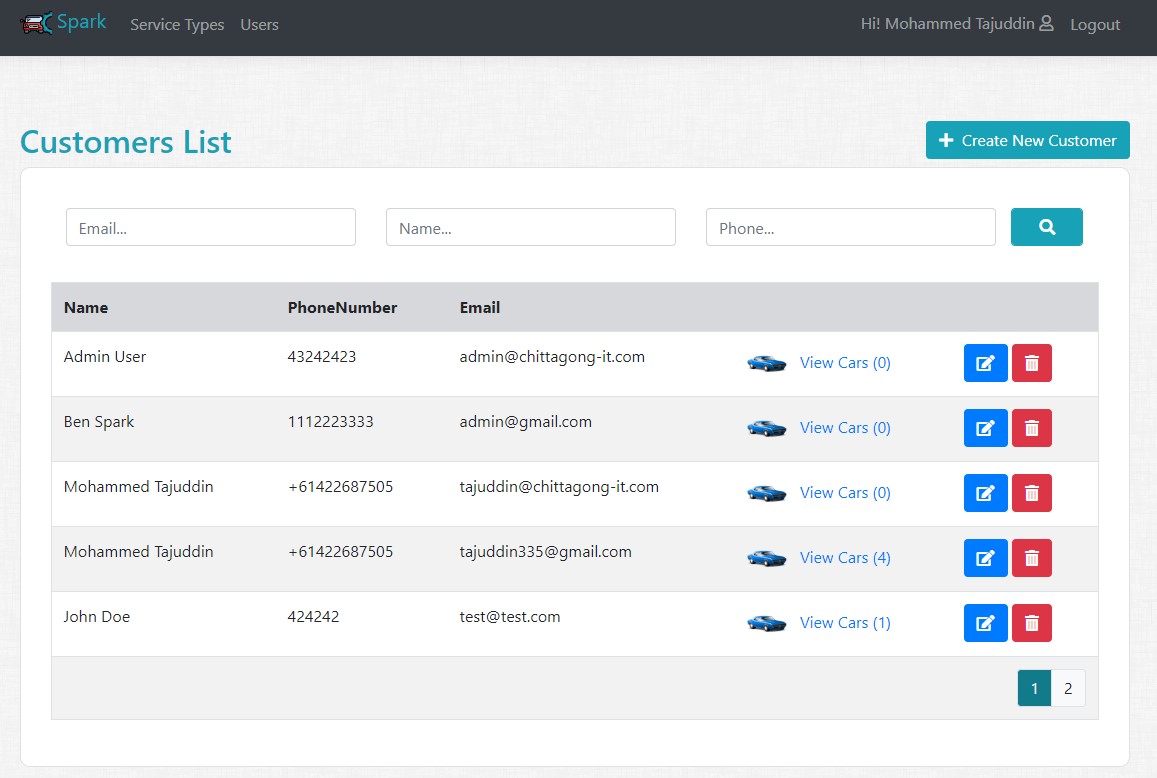 Spark Service Types Users Hi! Mohammed Tajuddin Logout
Customers List
Create New Customer
Email... Name... Phone...
Name PhoneNumber Email
Admin User 43242423 admin@chittagong-it.com View Cars (0)
Ben Spark 1112223333 admin@gmail.com View Cars (0)
Mohammed Tajuddin +61422687505 tajuddin@chittagong-it.com View Cars (0)
Mohammed Tajuddin +61422687505 tajuddin335@gmail.com View Cars (4)
John Doe 424242 test@test.com View Cars (1)
1 2